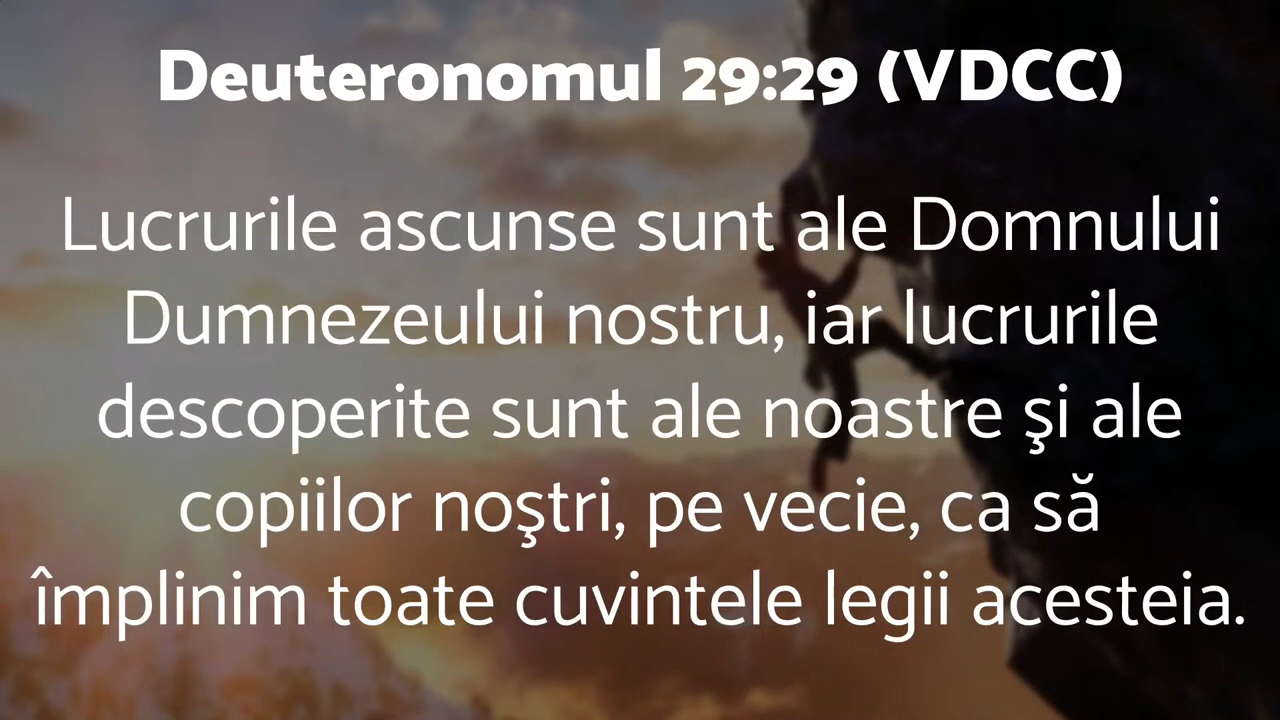 Deuteronomul 29:29 (VDCC)
Lucrurile ascunse sunt ale Domnului
Dumnezeului nostru, iar lucrurile
descoperite sunt ale noastre şi ale
copiilor noştri, pe vecie, ca să
împlinim toate cuvintele legii acesteia.